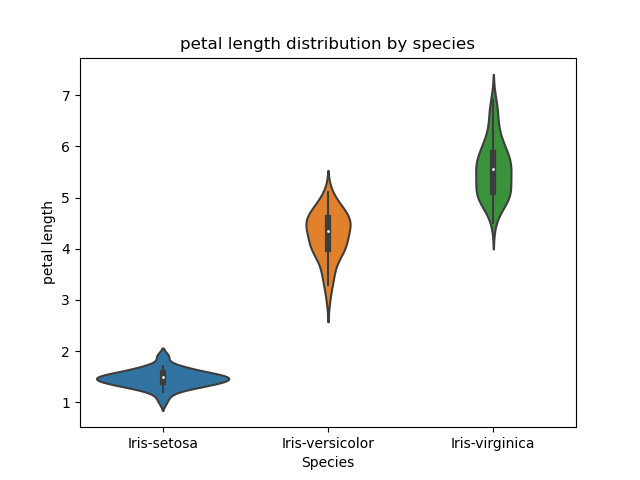 petal length distribution by species
petal length
7
6
5
4
3
2
1
Iris-setosa
Iris-versicolor
Iris-virginica
Species